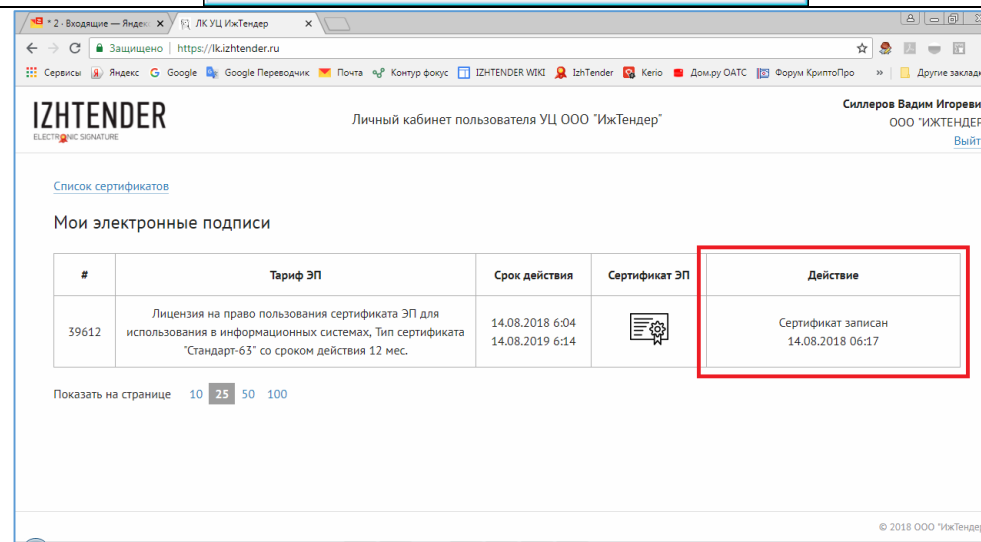 * 2 · Входящие — Яндекс
ЛК УЦ ИжТендер
Защищено | https://lk.izhtender.ru
Сервисы Яндекс Google Google Переводчик Почта Контур фокус IZHTENDER WIKI IzhTender Kerio Дом.ру ОАТС Форум КриптоПро » Другие заклад
IZHTENDER
ELECTRONIC SIGNATURE
Личный кабинет пользователя УЦ ООО "ИжТендер"
Силлеров Вадим Игореви
ООО "ИЖТЕНДЕР
Выйт
Список сертификатов
Мои электронные подписи
# Тариф ЭП Срок действия Сертификат ЭП Действие
39612
Лицензия на право пользования сертификата ЭП для
использования в информационных системах, Тип сертификата
"Стандарт-63" со сроком действия 12 мес.
14.08.2018 6:04
14.08.2019 6:14
Сертификат записан
14.08.2018 06:17
Показать на странице 10 25 50 100
© 2018 ООО "ИжТендер